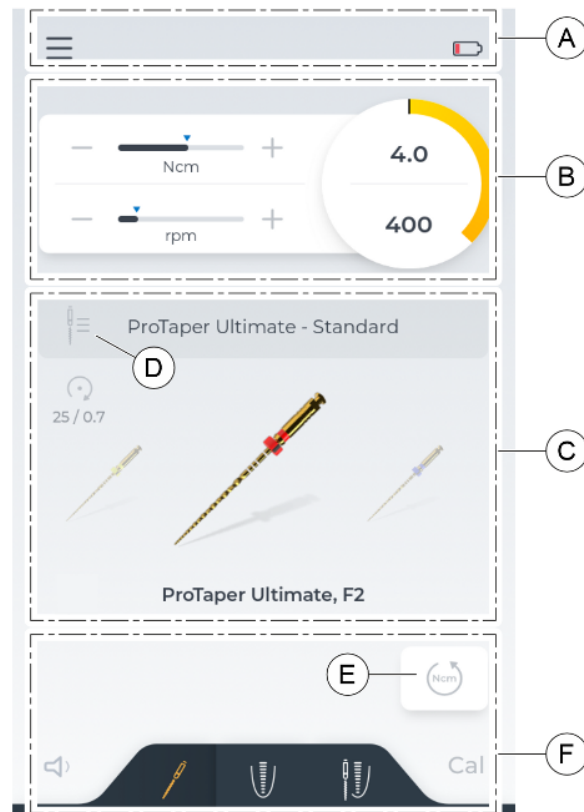 A
4.0
Ncm
B
400
rpm
ProTaper Ultimate - Standard
D
25 / 0.7
C
ProTaper Ultimate, F2
E
Ncm
F
Cal